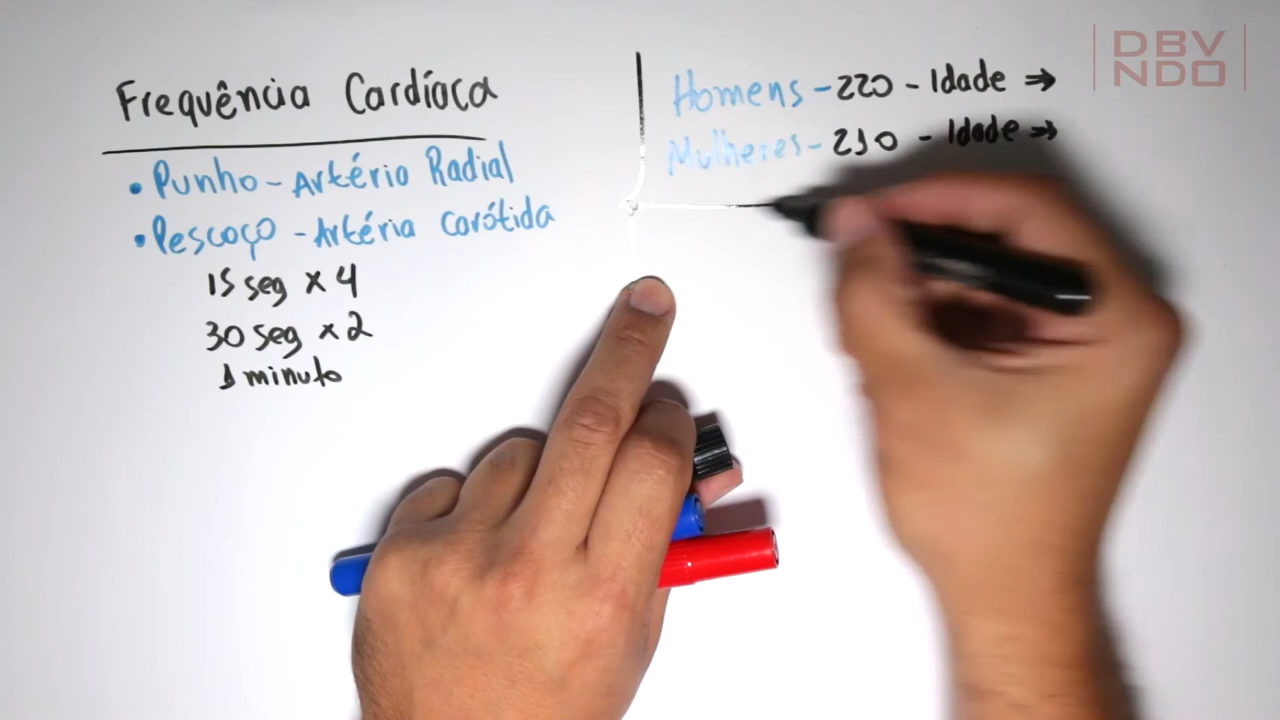 Frequência Cardíaca
• Punho - Artério Radial
• Pescoço - Artéria Carótida
15 seg x 4
30 seg x 2
1 minuto
Homens - 220 - Idade ⇒
Mulheres - 210 - Idade ⇒
DBV
NDO